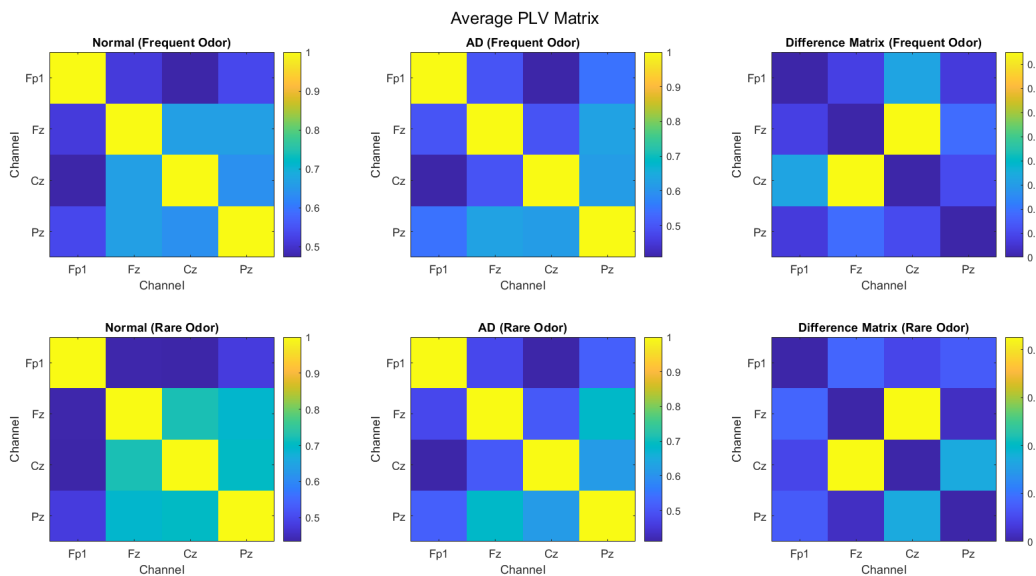 Average PLV Matrix
Normal (Frequent Odor)
Channel
Fp1
Fz
Cz
Pz
Fp1 Fz Cz Pz
Channel
1
0.9
0.8
0.7
0.6
0.5
AD (Frequent Odor)
Channel
Fp1
Fz
Cz
Pz
Fp1 Fz Cz Pz
Channel
1
0.9
0.8
0.7
0.6
0.5
Difference Matrix (Frequent Odor)
Channel
Fp1
Fz
Cz
Pz
Fp1 Fz Cz Pz
Channel
0
Normal (Rare Odor)
Channel
Fp1
Fz
Cz
Pz
Fp1 Fz Cz Pz
Channel
1
0.9
0.8
0.7
0.6
0.5
AD (Rare Odor)
Channel
Fp1
Fz
Cz
Pz
Fp1 Fz Cz Pz
Channel
1
0.9
0.8
0.7
0.6
0.5
Difference Matrix (Rare Odor)
Channel
Fp1
Fz
Cz
Pz
Fp1 Fz Cz Pz
Channel
0